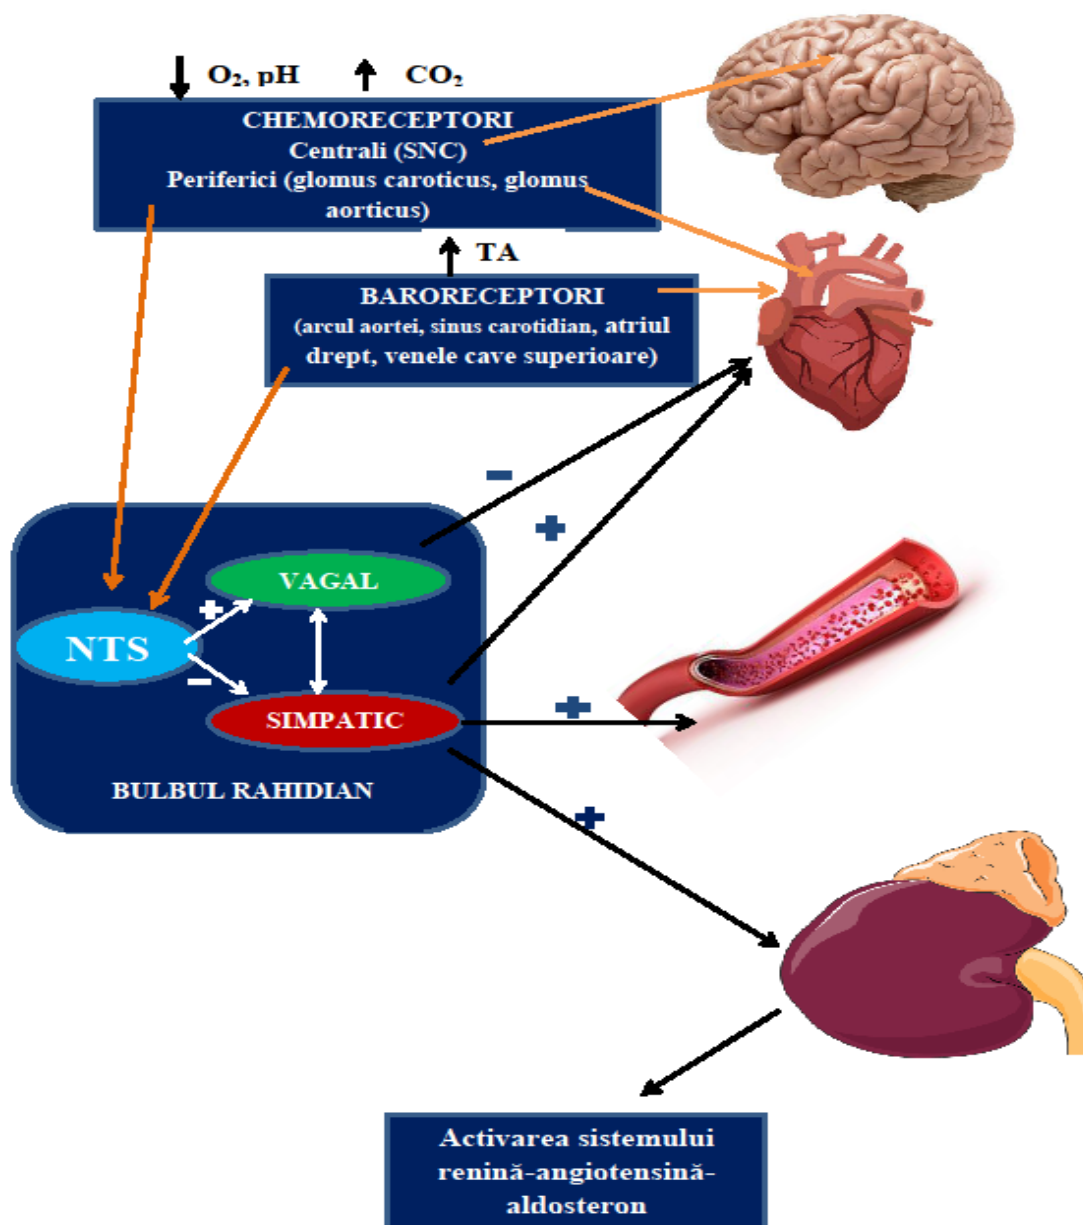 O₂, pH CO₂
CHEMORECEPTORI
Centrali (SNC)
Periferici (glomus caroticus, glomus
aorticus)
TA
BARORECEPTORI
(arcul aortei, sinus carotidian, atriul
drept, venele cave superioare)
−
+
VAGAL
+
NTS
−
SIMPATIC
+
BULBUL RAHIDIAN
+
Activarea sistemului
renină-angiotensină-
aldosteron